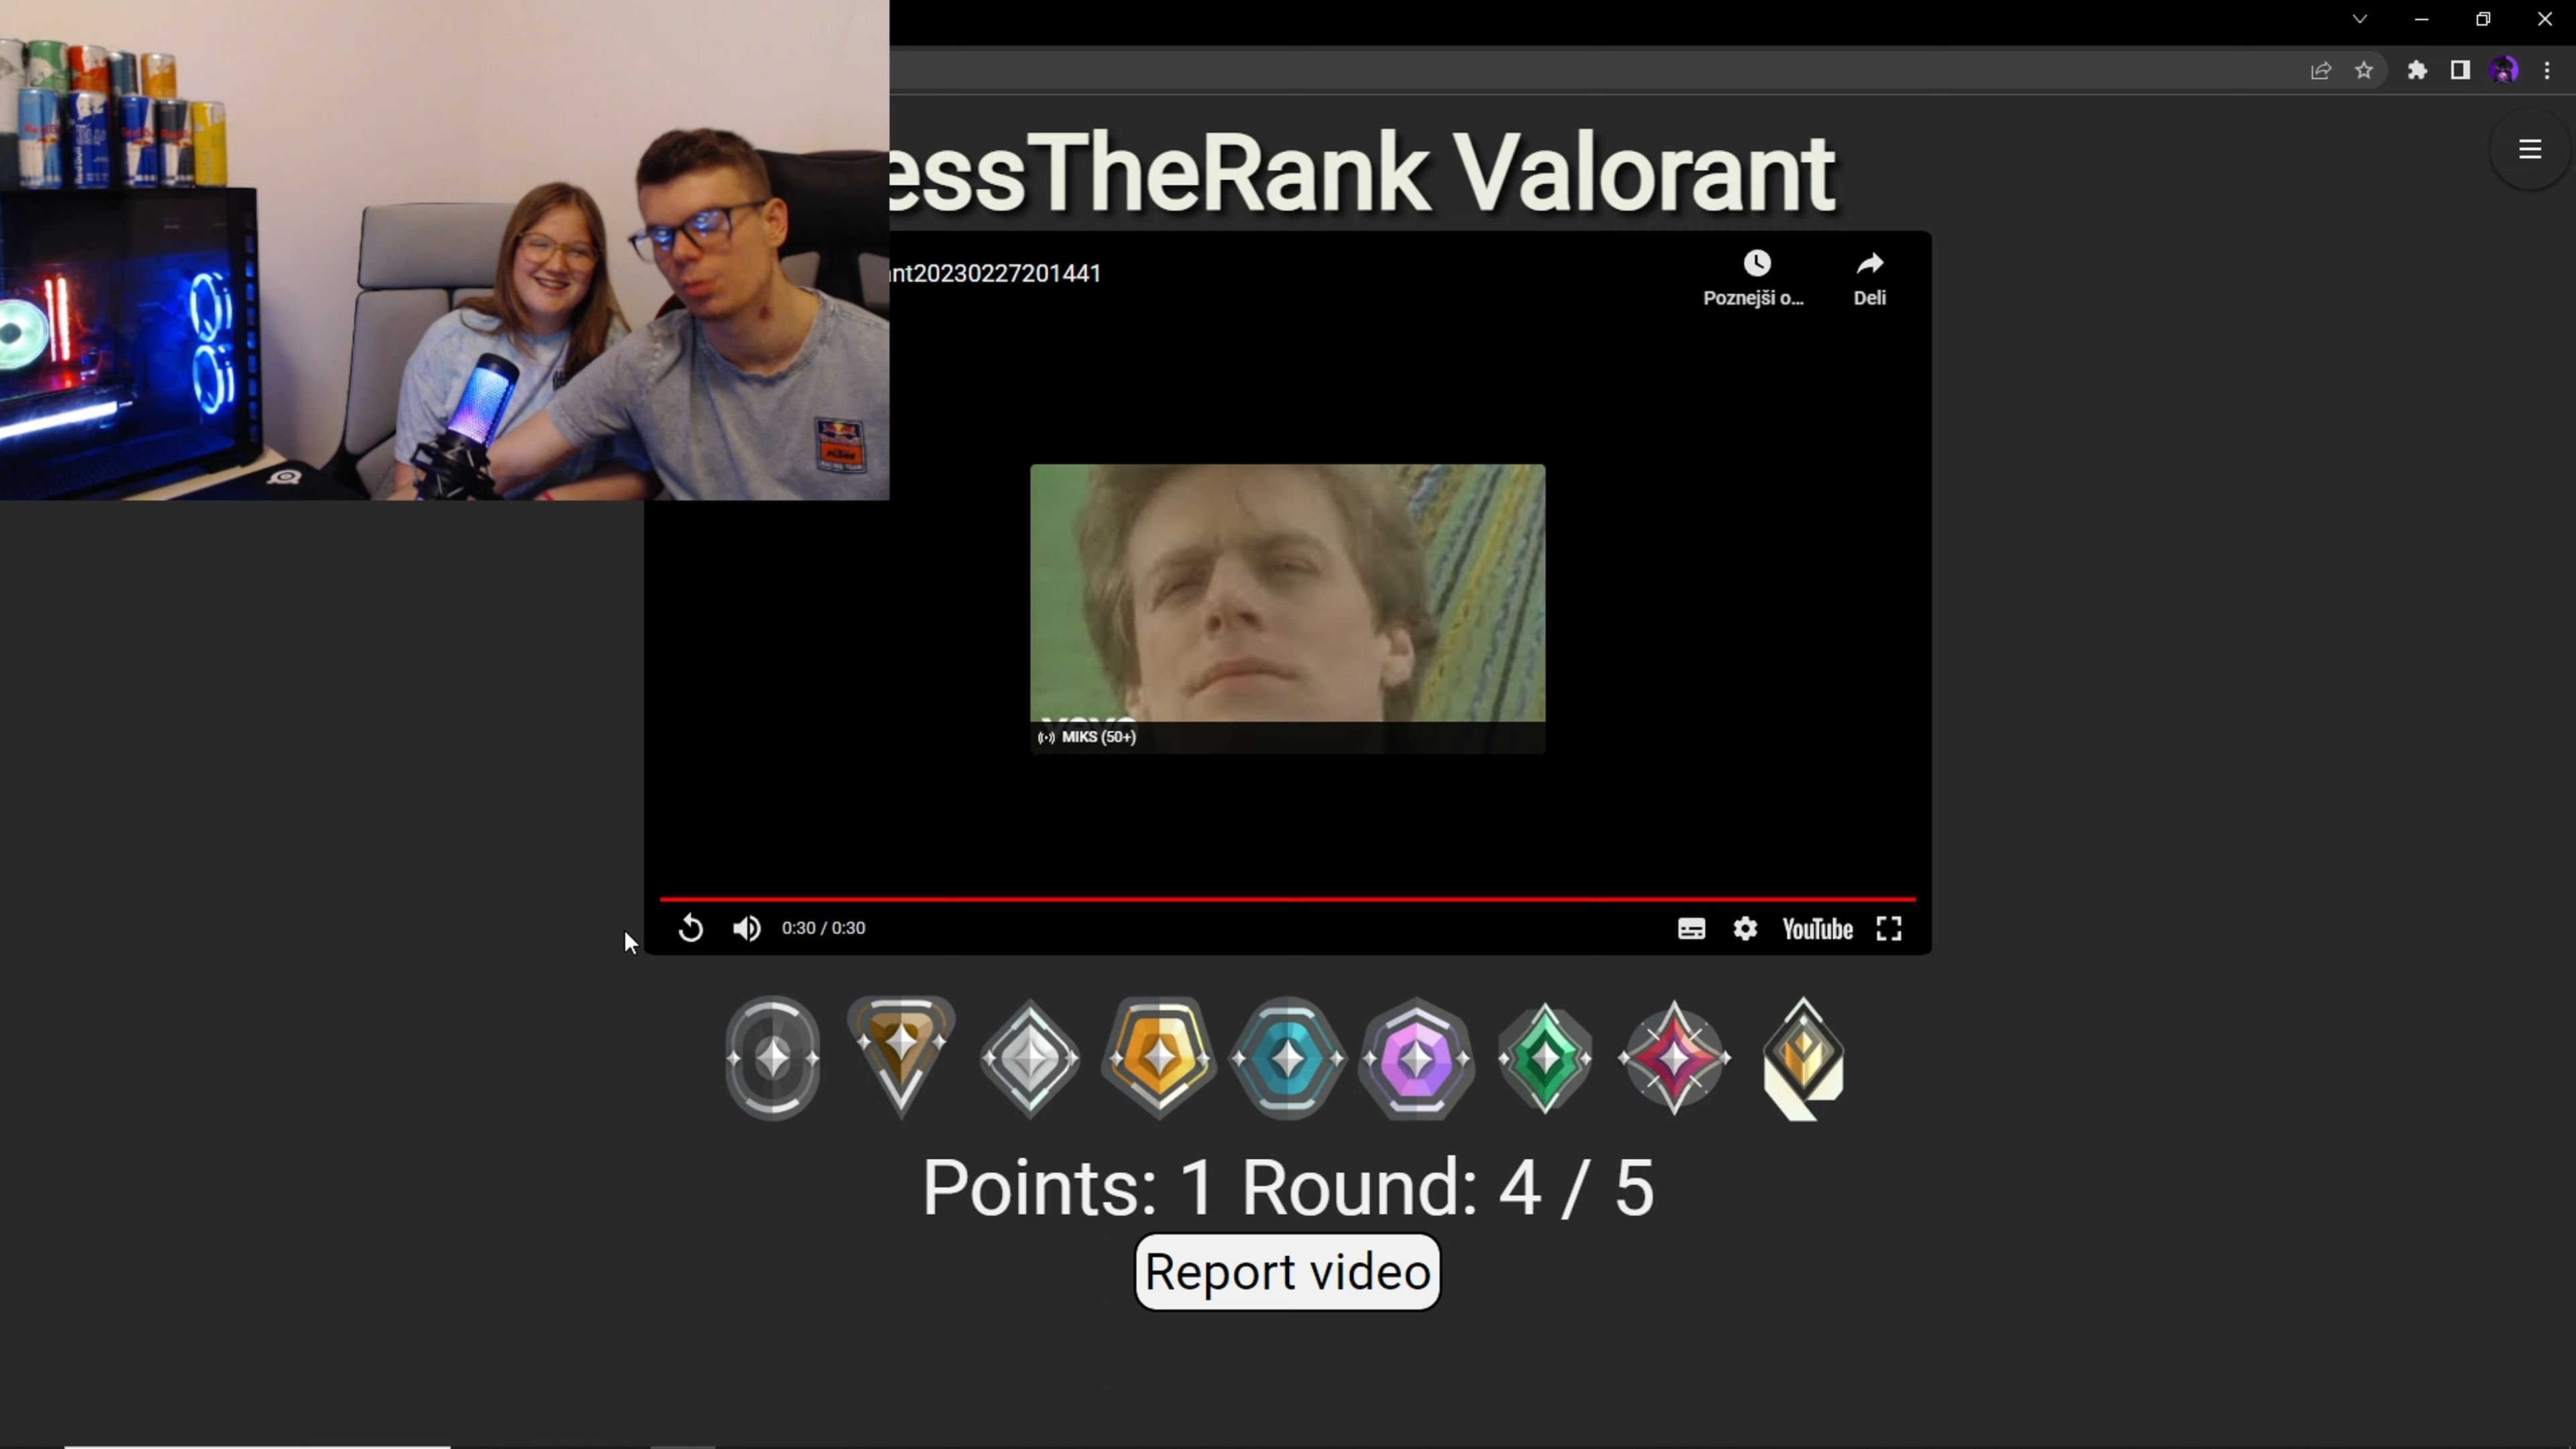 essTheRank Valorant
nt20230227201441
Poznejši o...
Deli
MIKS (50+)
0:30 / 0:30
YouTube
Points: 1 Round: 4 / 5
Report video